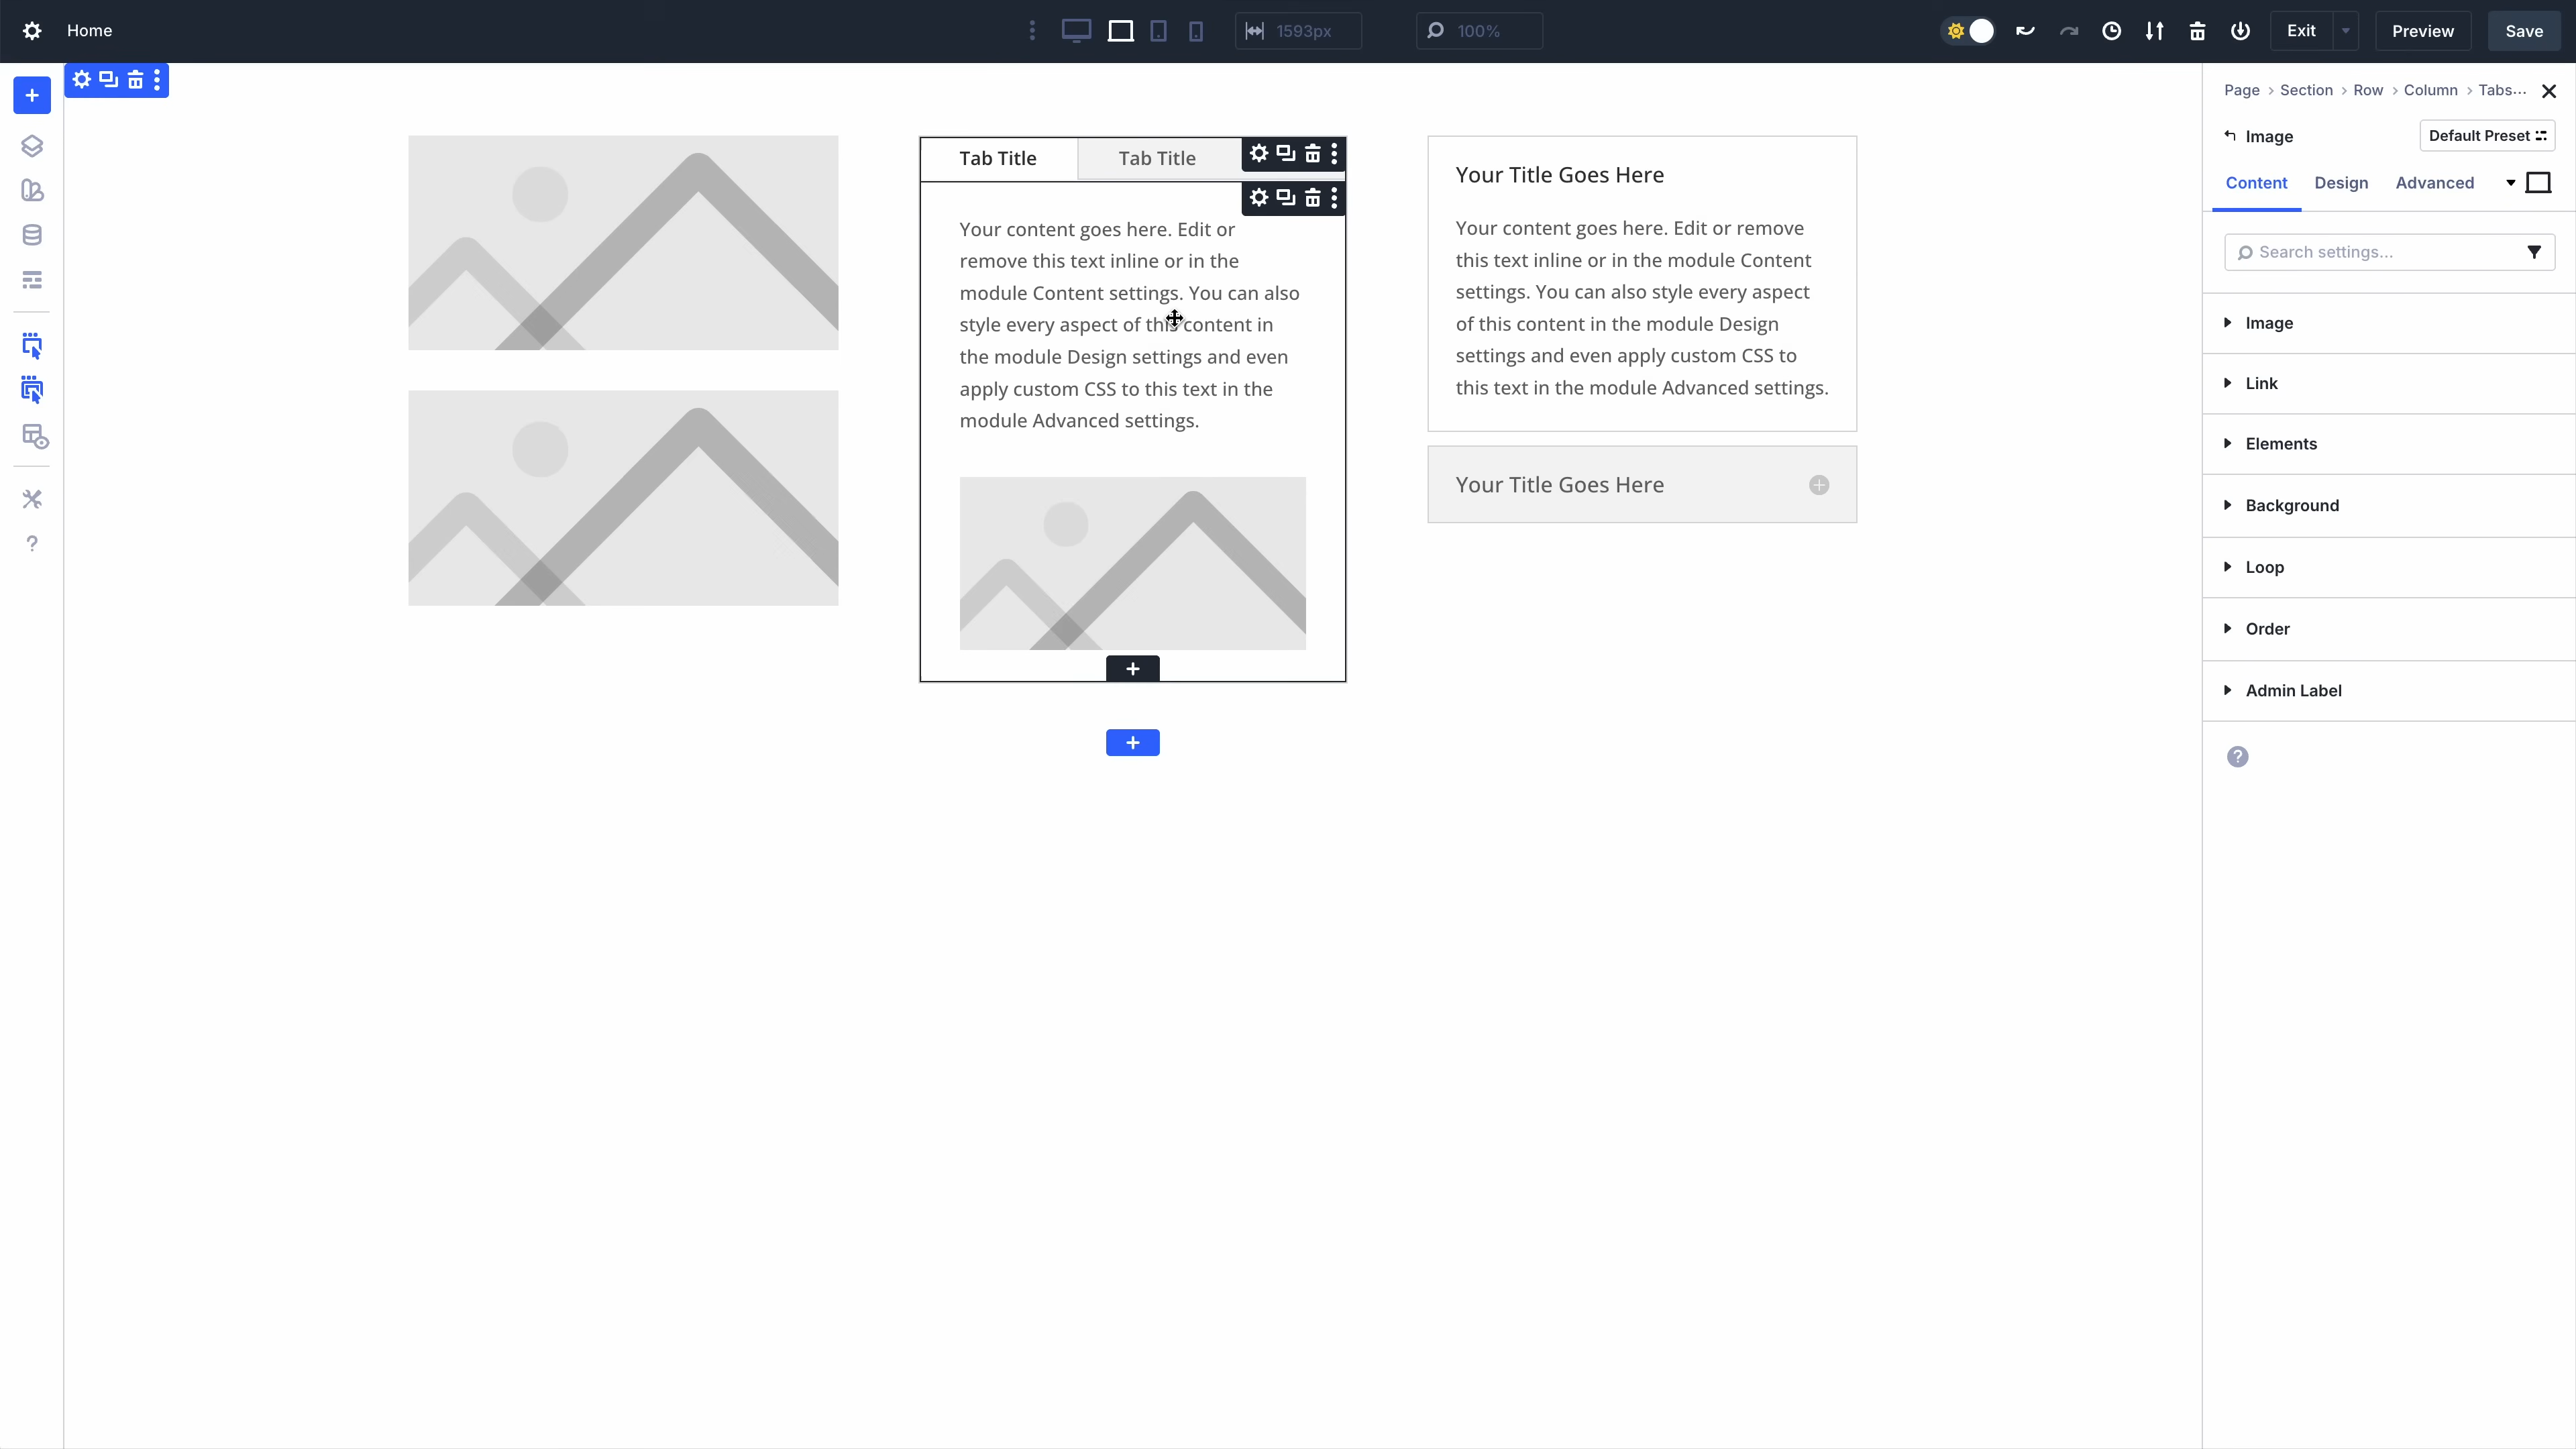 Home
1593px
100%
Exit
Preview
Save
Page > Section > Row > Column > Tabs...
Image
Default Preset
Content
Design
Advanced
Search settings...
Image
Link
Elements
Background
Loop
Order
Admin Label
?
?
Tab Title
Tab Title
Your content goes here. Edit or
remove this text inline or in the
module Content settings. You can also
style every aspect of this content in
the module Design settings and even
apply custom CSS to this text in the
module Advanced settings.
Your Title Goes Here
Your content goes here. Edit or remove
this text inline or in the module Content
settings. You can also style every aspect
of this content in the module Design
settings and even apply custom CSS to
this text in the module Advanced settings.
Your Title Goes Here